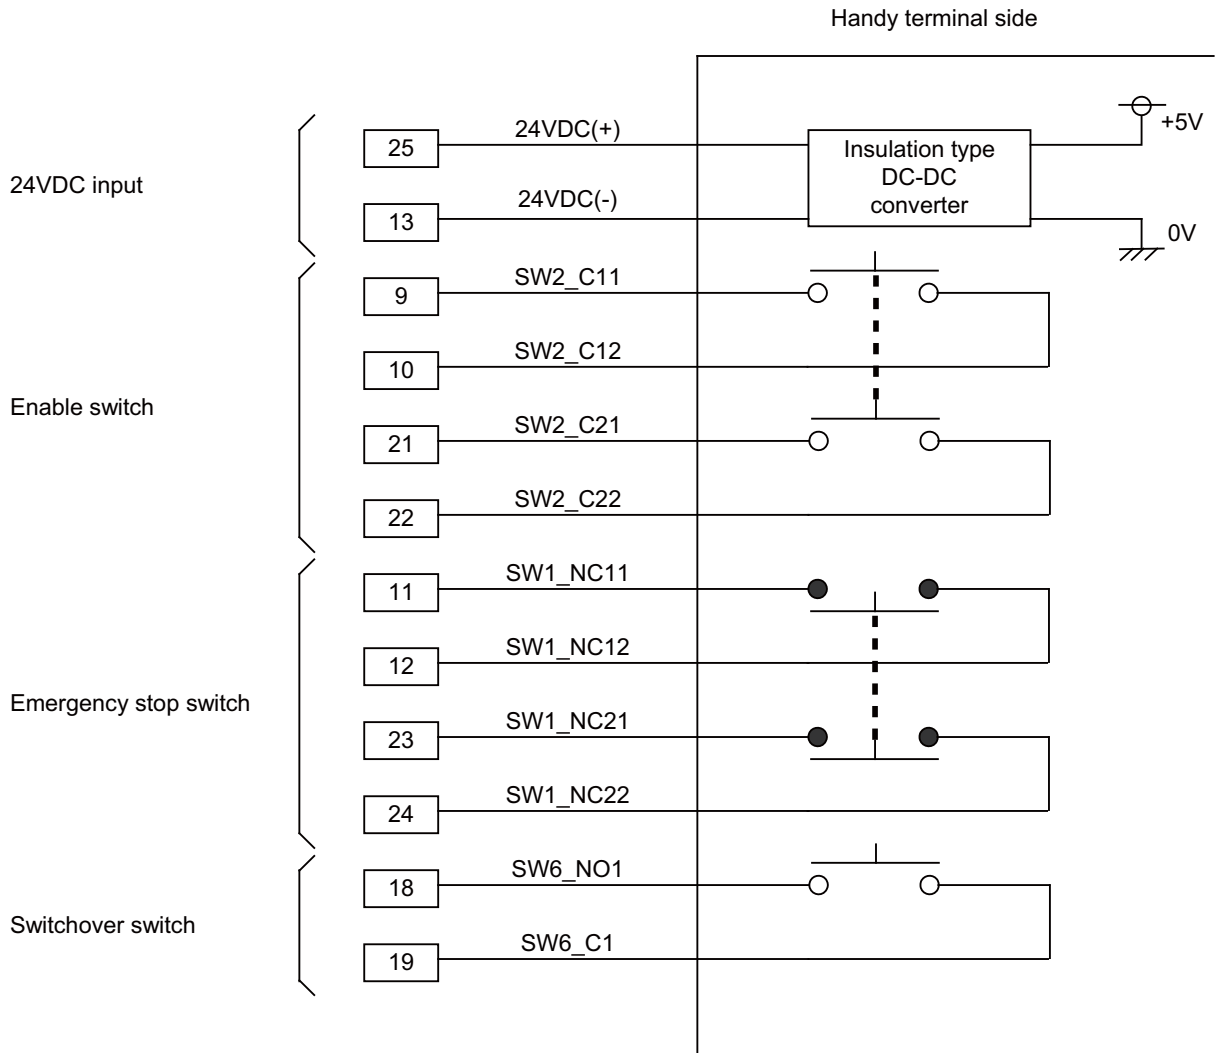 Handy terminal side
24VDC input
25
24VDC(+)
Insulation type
DC-DC
converter
+5V
13
24VDC(-)
0V
Enable switch
9
SW2_C11
10
SW2_C12
21
SW2_C21
22
SW2_C22
Emergency stop switch
11
SW1_NC11
12
SW1_NC12
23
SW1_NC21
24
SW1_NC22
Switchover switch
18
SW6_NO1
19
SW6_C1